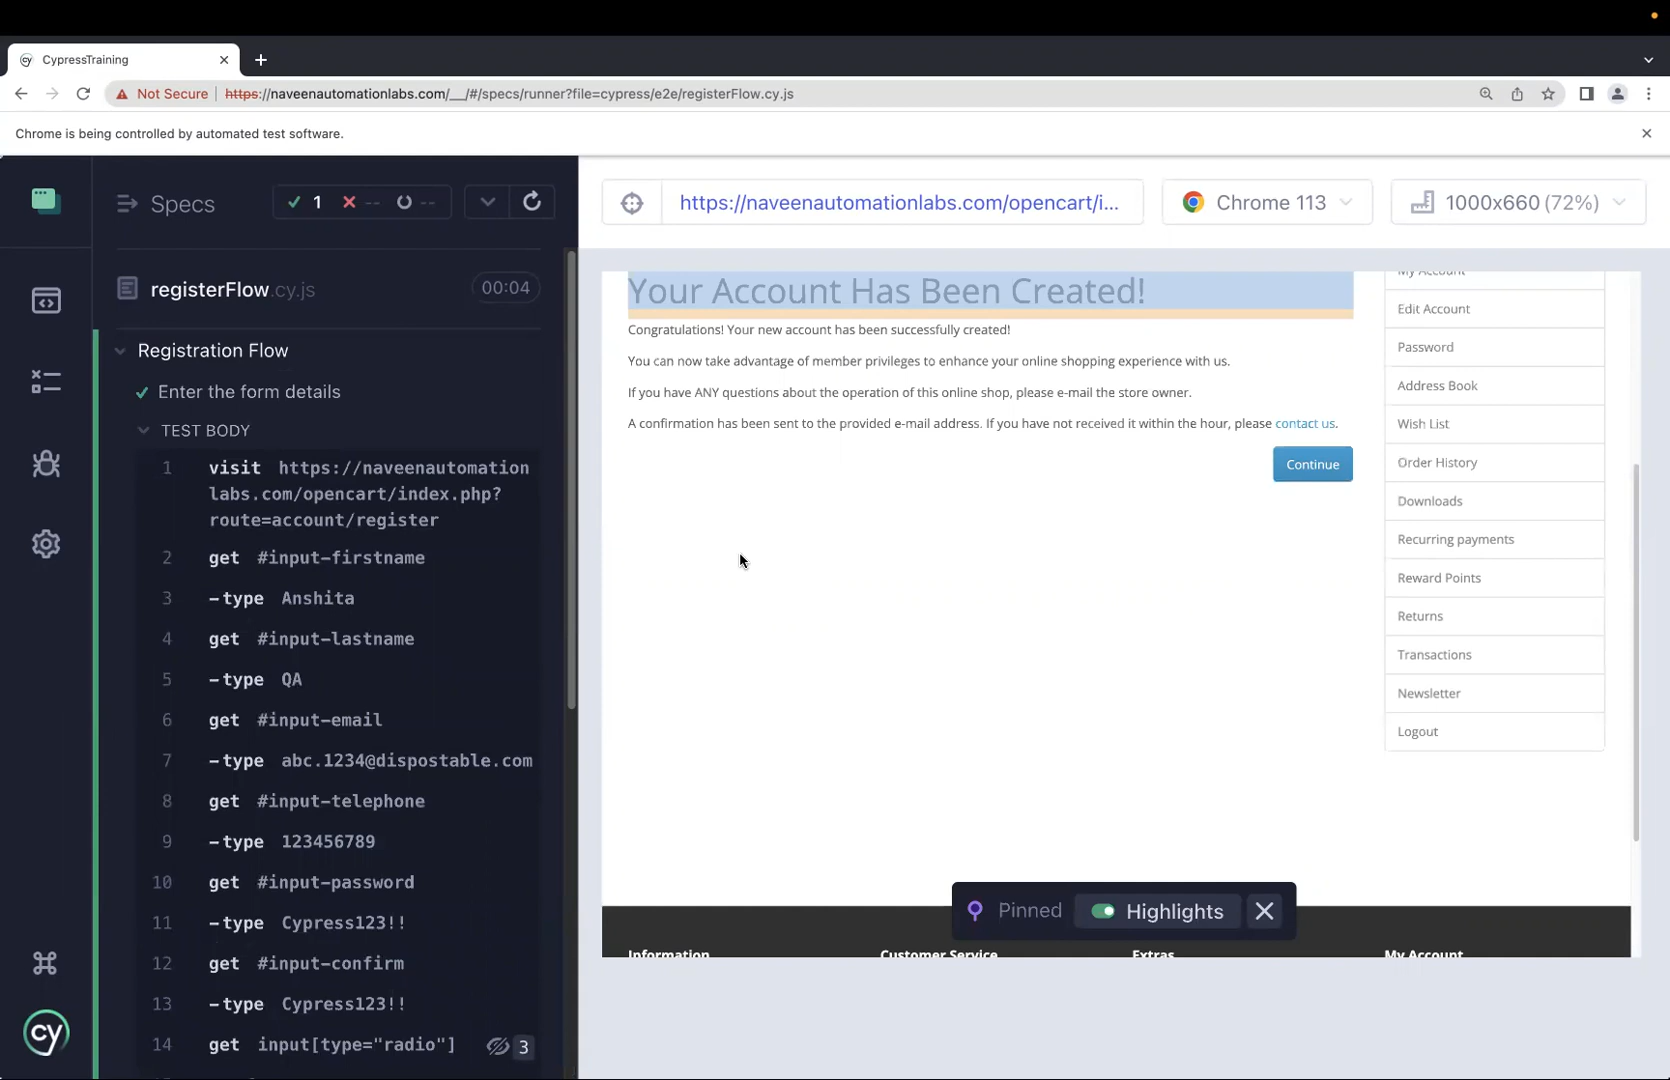 CypressTraining
Not Secure https://naveenautomationlabs.com/__/#/specs/runner?file=cypress/e2e/registerFlow.cy.js
Chrome is being controlled by automated test software.
Specs 1 -- --
registerFlow.cy.js 00:04
Registration Flow
Enter the form details
TEST BODY
1 visit https://naveenautomation
labs.com/opencart/index.php?
route=account/register
2 get #input-firstname
3 -type Anshita
4 get #input-lastname
5 -type QA
6 get #input-email
7 -type abc.1234@dispostable.com
8 get #input-telephone
9 -type 123456789
10 get #input-password
11 -type Cypress123!!
12 get #input-confirm
13 -type Cypress123!!
14 get input[type="radio"] 3
cy
https://naveenautomationlabs.com/opencart/i...
Chrome 113
1000x660 (72%)
Your Account Has Been Created!
Congratulations! Your new account has been successfully created!
You can now take advantage of member privileges to enhance your online shopping experience with us.
If you have ANY questions about the operation of this online shop, please e-mail the store owner.
A confirmation has been sent to the provided e-mail address. If you have not received it within the hour, please contact us.
Continue
My Account
Edit Account
Password
Address Book
Wish List
Order History
Downloads
Recurring payments
Reward Points
Returns
Transactions
Newsletter
Logout
Pinned Highlights
Information Customer Service Extras My Account